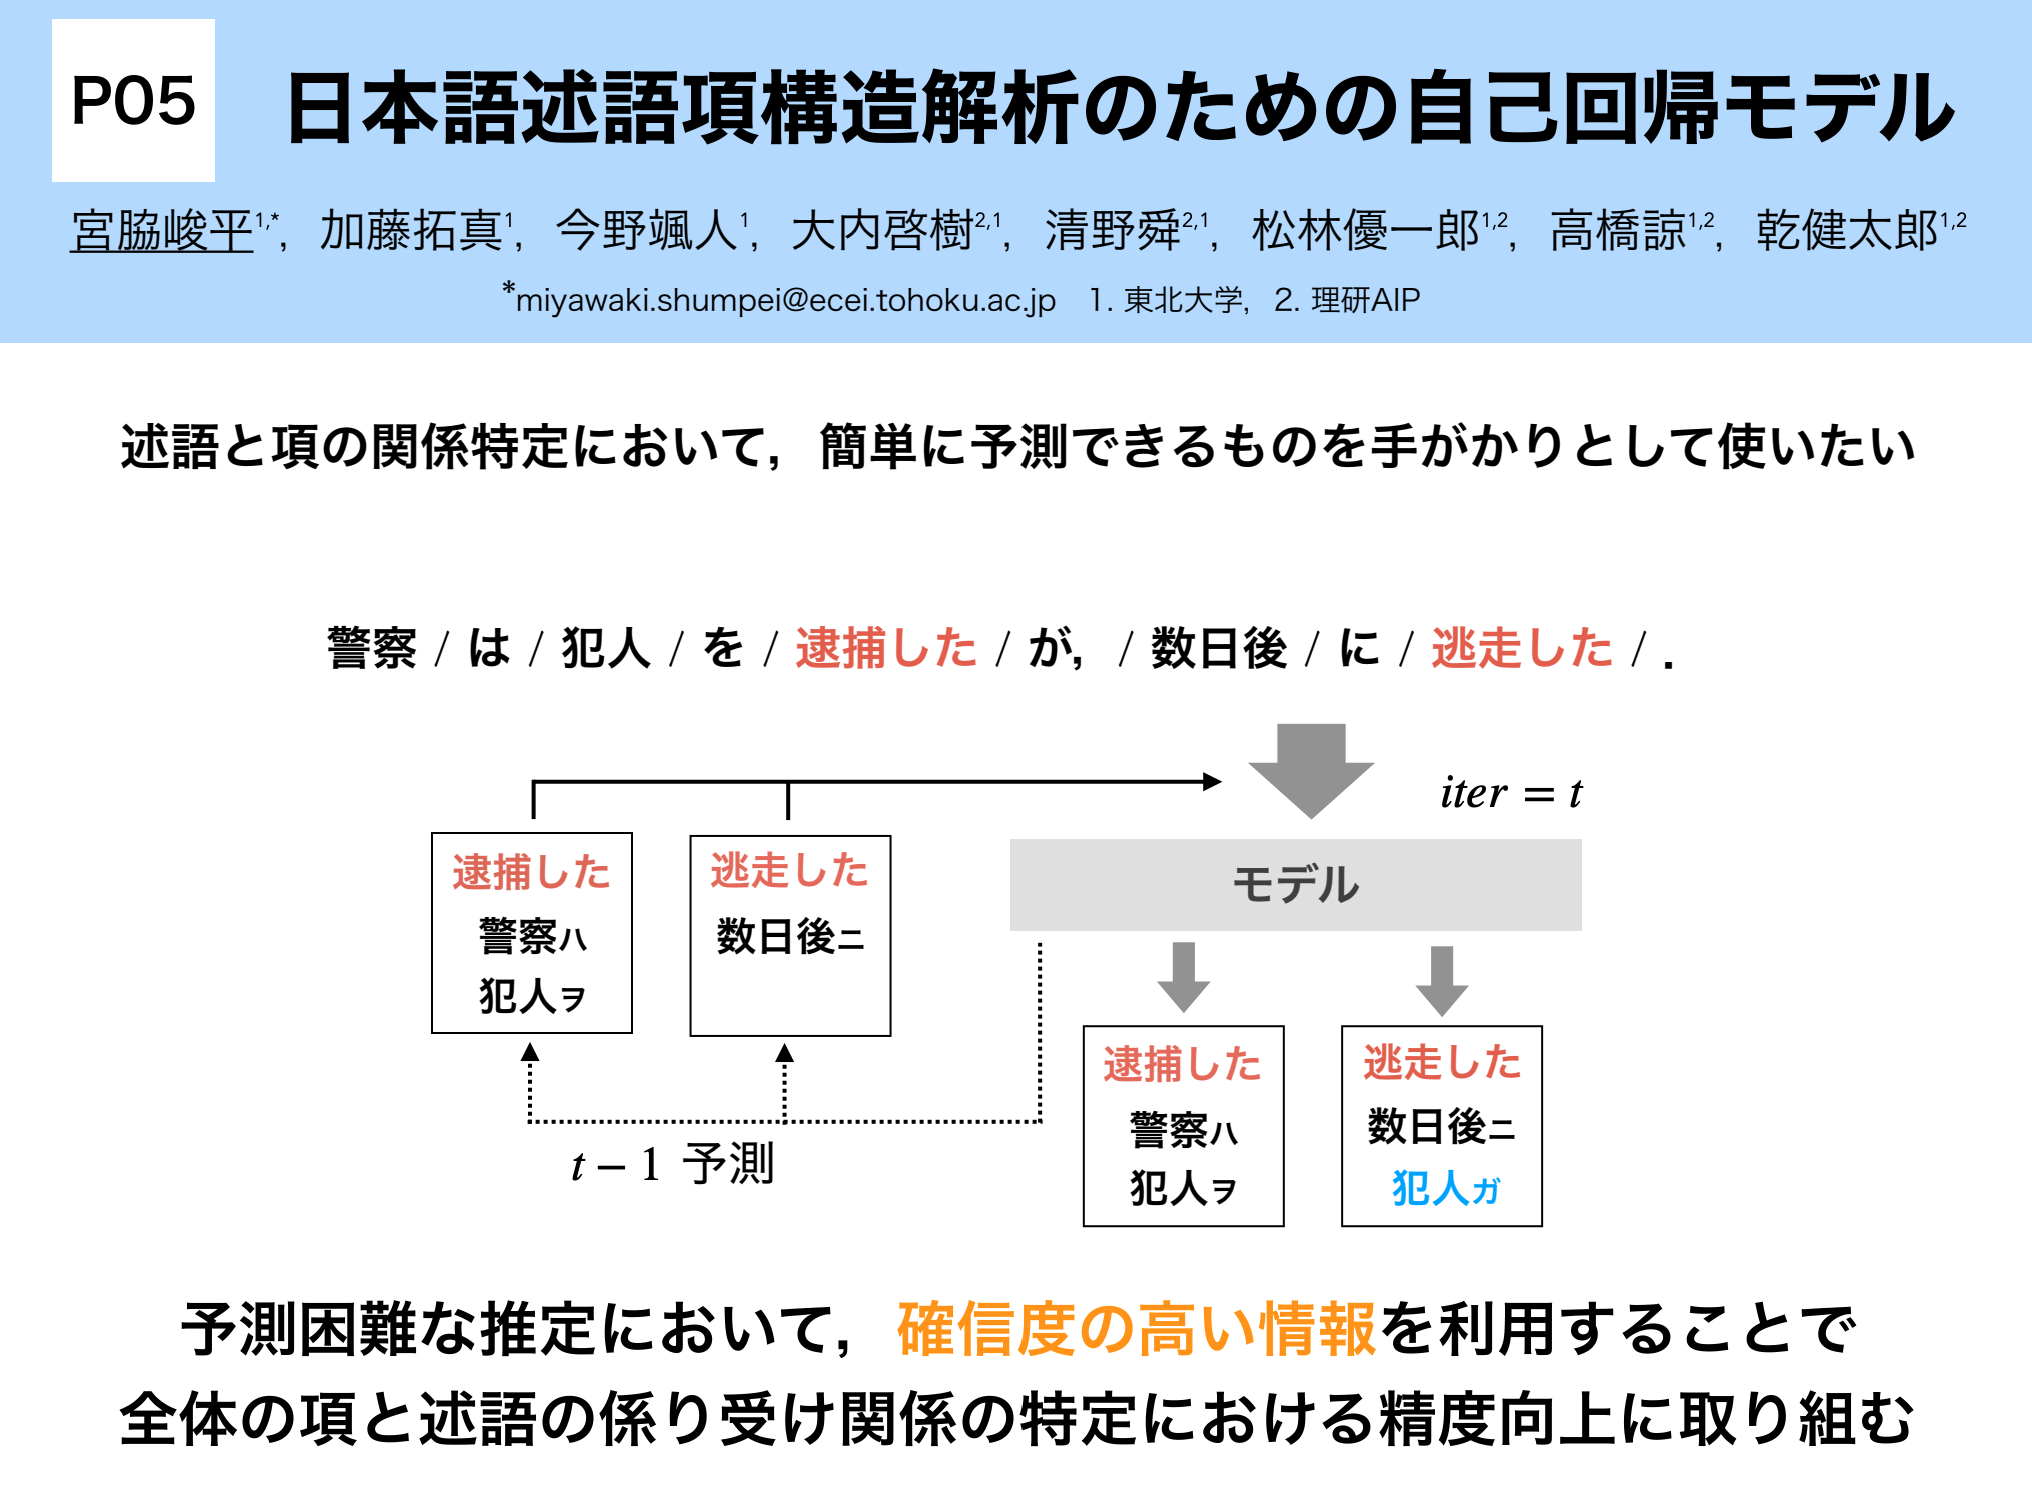 P05
日本語述語項構造解析のための自己回帰モデル
宮脇峻平1,*, 加藤拓真1, 今野颯人1, 大内啓樹2,1, 清野舜2,1, 松林優一郎1,2, 高橋諒1,2, 乾健太郎1,2
*miyawaki.shumpei@ecei.tohoku.ac.jp 1. 東北大学, 2. 理研AIP
述語と項の関係特定において, 簡単に予測できるものを手がかりとして使いたい
警察 / は / 犯人 / を / 逮捕した / が, / 数日後 / に / 逃走した / .
iter = t
逮捕した
警察ハ
犯人ヲ
逃走した
数日後ニ
モデル
t − 1 予測
逮捕した
警察ハ
犯人ヲ
逃走した
数日後ニ
犯人ガ
予測困難な推定において, 確信度の高い情報を利用することで
全体の項と述語の係り受け関係の特定における精度向上に取り組む